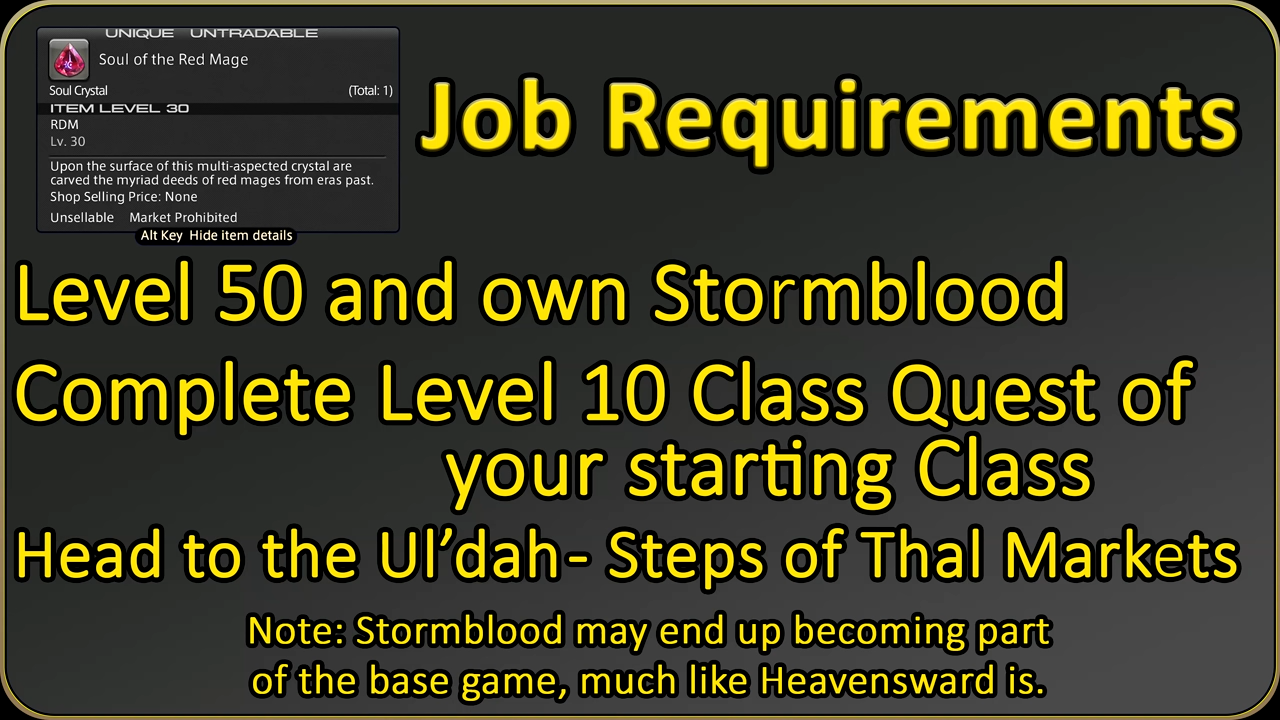 UNIQUE UNTRADABLE
Soul of the Red Mage
Soul Crystal (Total: 1)
ITEM LEVEL 30
RDM
Lv. 30
Upon the surface of this multi-aspected crystal are
carved the myriad deeds of red mages from eras past.
Shop Selling Price: None
Unsellable Market Prohibited
Alt Key Hide item details
Job Requirements
Level 50 and own Stormblood
Complete Level 10 Class Quest of
your starting Class
Head to the Ul’dah- Steps of Thal Markets
Note: Stormblood may end up becoming part
of the base game, much like Heavensward is.